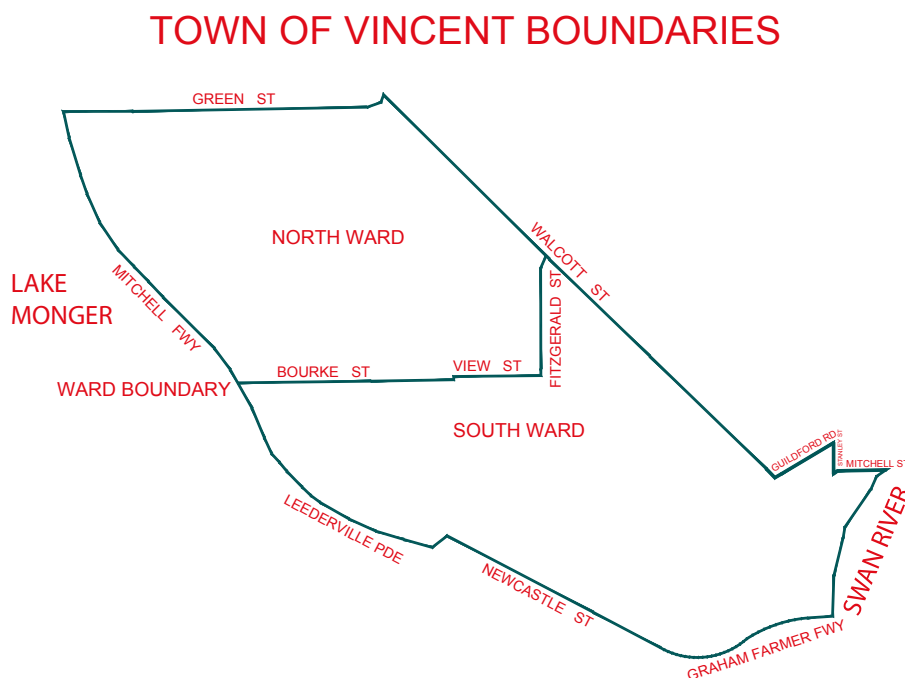 TOWN OF VINCENT BOUNDARIES
GREEN ST
NORTH WARD
WALCOTT ST
LAKE
MONGER
MITCHELL FWY
FITZGERALD ST
WARD BOUNDARY
BOURKE ST
VIEW ST
SOUTH WARD
GUILDFORD RD
STANLEY ST
MITCHELL ST
LEEDERVILLE PDE
SWAN RIVER
NEWCASTLE ST
GRAHAM FARMER FWY